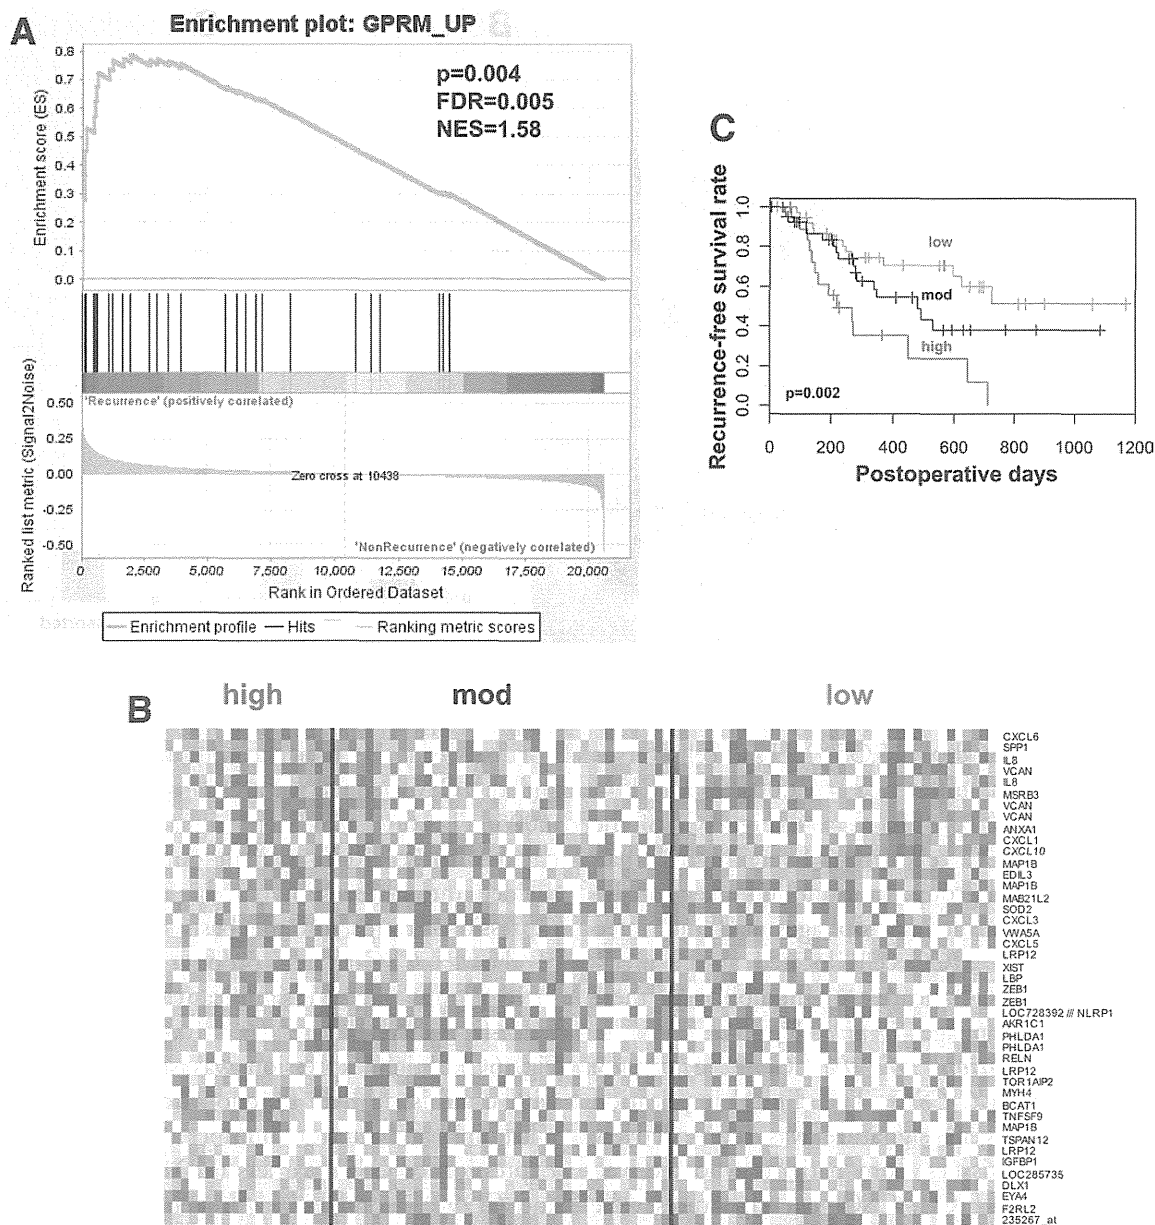 A
Enrichment plot: GPRM_UP
Enrichment score (ES)
0.8
0.7
0.6
0.5
0.4
0.3
0.2
0.1
0.0
p=0.004
FDR=0.005
NES=1.58
Ranked list metric (Signal2Noise)
0.50
0.25
0.00
-0.25
-0.50
'Recurrence' (positively correlated)
Zero cross at 10438
'NonRecurrence' (negatively correlated)
0 2,500 5,000 7,500 10,000 12,500 15,000 17,500 20,000
Rank in Ordered Dataset
Enrichment profile Hits Ranking metric scores
C
Recurrence-free survival rate
1.0
0.8
0.6
0.4
0.2
0.0
low
mod
high
p=0.002
0 200 400 600 800 1000 1200
Postoperative days
B
high mod low
CXCL6
SPP1
IL8
VCAN
IL8
MSRB3
VCAN
VCAN
ANXA1
CXCL1
CXCL10
MAP1B
EDIL3
MAP1B
MAB21L2
SOD2
CXCL3
VWA5A
CXCL5
LRP12
XIST
LBP
ZEB1
ZEB1
LOC728392 /// NLRP1
AKR1C1
PHLDA1
PHLDA1
RELN
LRP12
TOR1AIP2
MYH4
BCAT1
TNFSF9
MAP1B
TSPAN12
LRP12
IGFBP1
LOC285735
DLX1
EYA4
F2RL2
235267_at